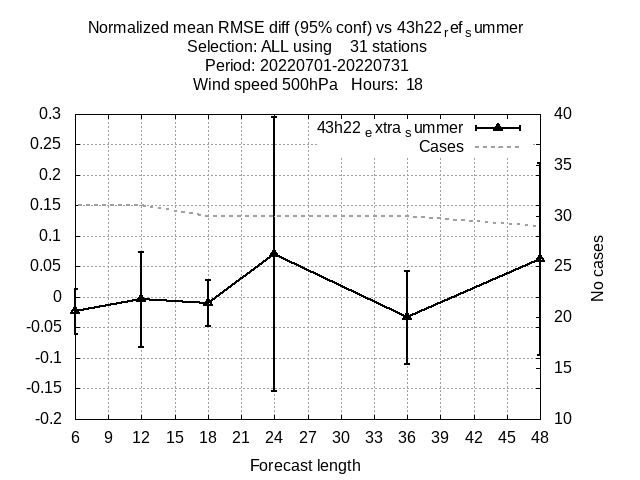 Normalized mean RMSE diff (95% conf) vs 43h22refsummer
Selection: ALL using 31 stations
Period: 20220701-20220731
Wind speed 500hPa Hours: 18
43h22extrasummer
Cases
0.3
0.25
0.2
0.15
0.1
0.05
0
-0.05
-0.1
-0.15
-0.2
40
35
30
25
20
15
10
No cases
6 9 12 15 18 21 24 27 30 33 36 39 42 45 48
Forecast length